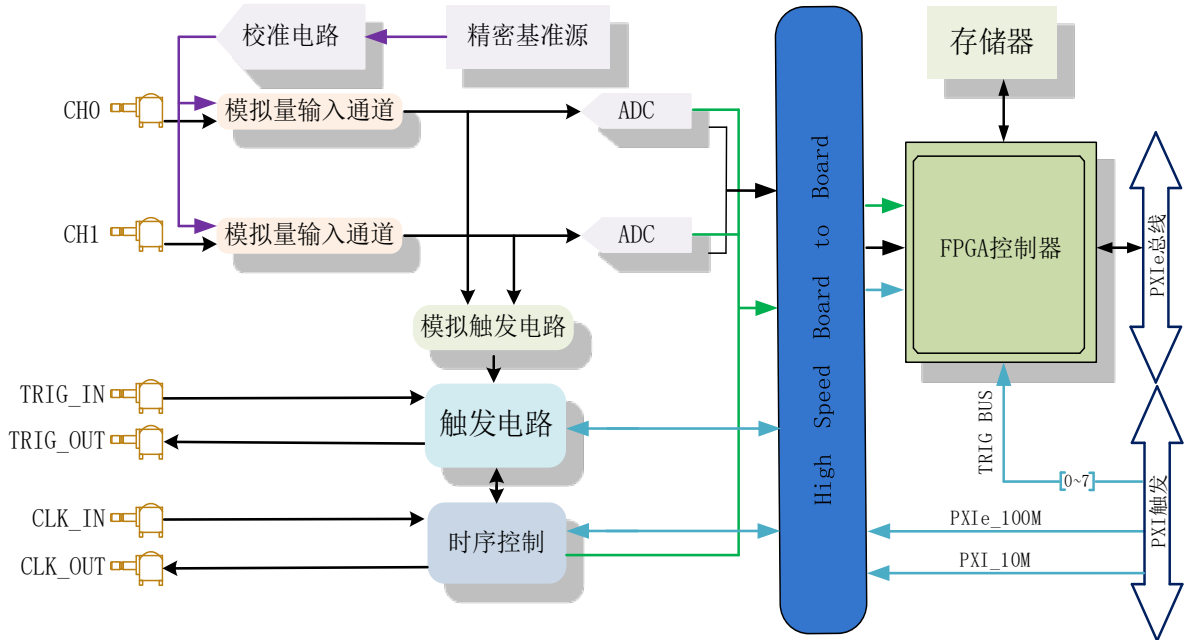 校准电路
精密基准源
存储器
CH0
模拟量输入通道
ADC
CH1
模拟量输入通道
ADC
High Speed Board to Board
FPGA控制器
PXIe总线
模拟触发电路
TRIG_IN
触发电路
TRIG_OUT
TRIG BUS
[0~7]
PXI触发
CLK_IN
时序控制
CLK_OUT
PXIe_100M
PXI_10M